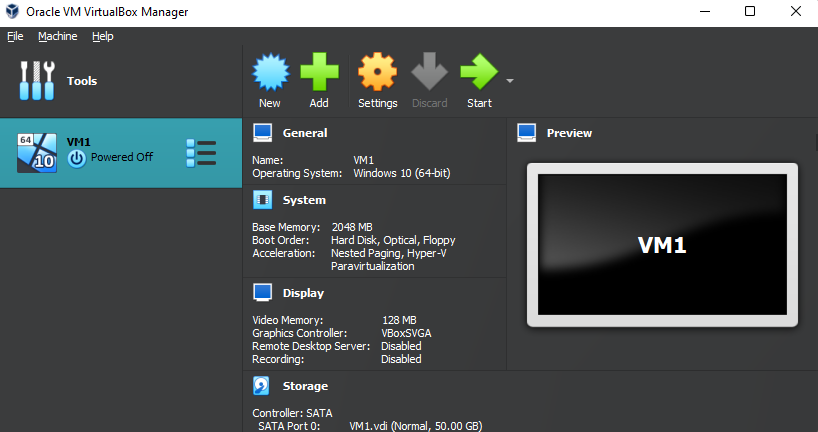 Oracle VM VirtualBox Manager
File Machine Help
Tools
New Add Settings Discard Start
64
10
VM1
Powered Off
General
Name: VM1
Operating System: Windows 10 (64-bit)
System
Base Memory: 2048 MB
Boot Order: Hard Disk, Optical, Floppy
Acceleration: Nested Paging, Hyper-V
Paravirtualization
Display
Video Memory: 128 MB
Graphics Controller: VBoxSVGA
Remote Desktop Server: Disabled
Recording: Disabled
Storage
Controller: SATA
SATA Port 0: VM1.vdi (Normal, 50.00 GB)
Preview
VM1